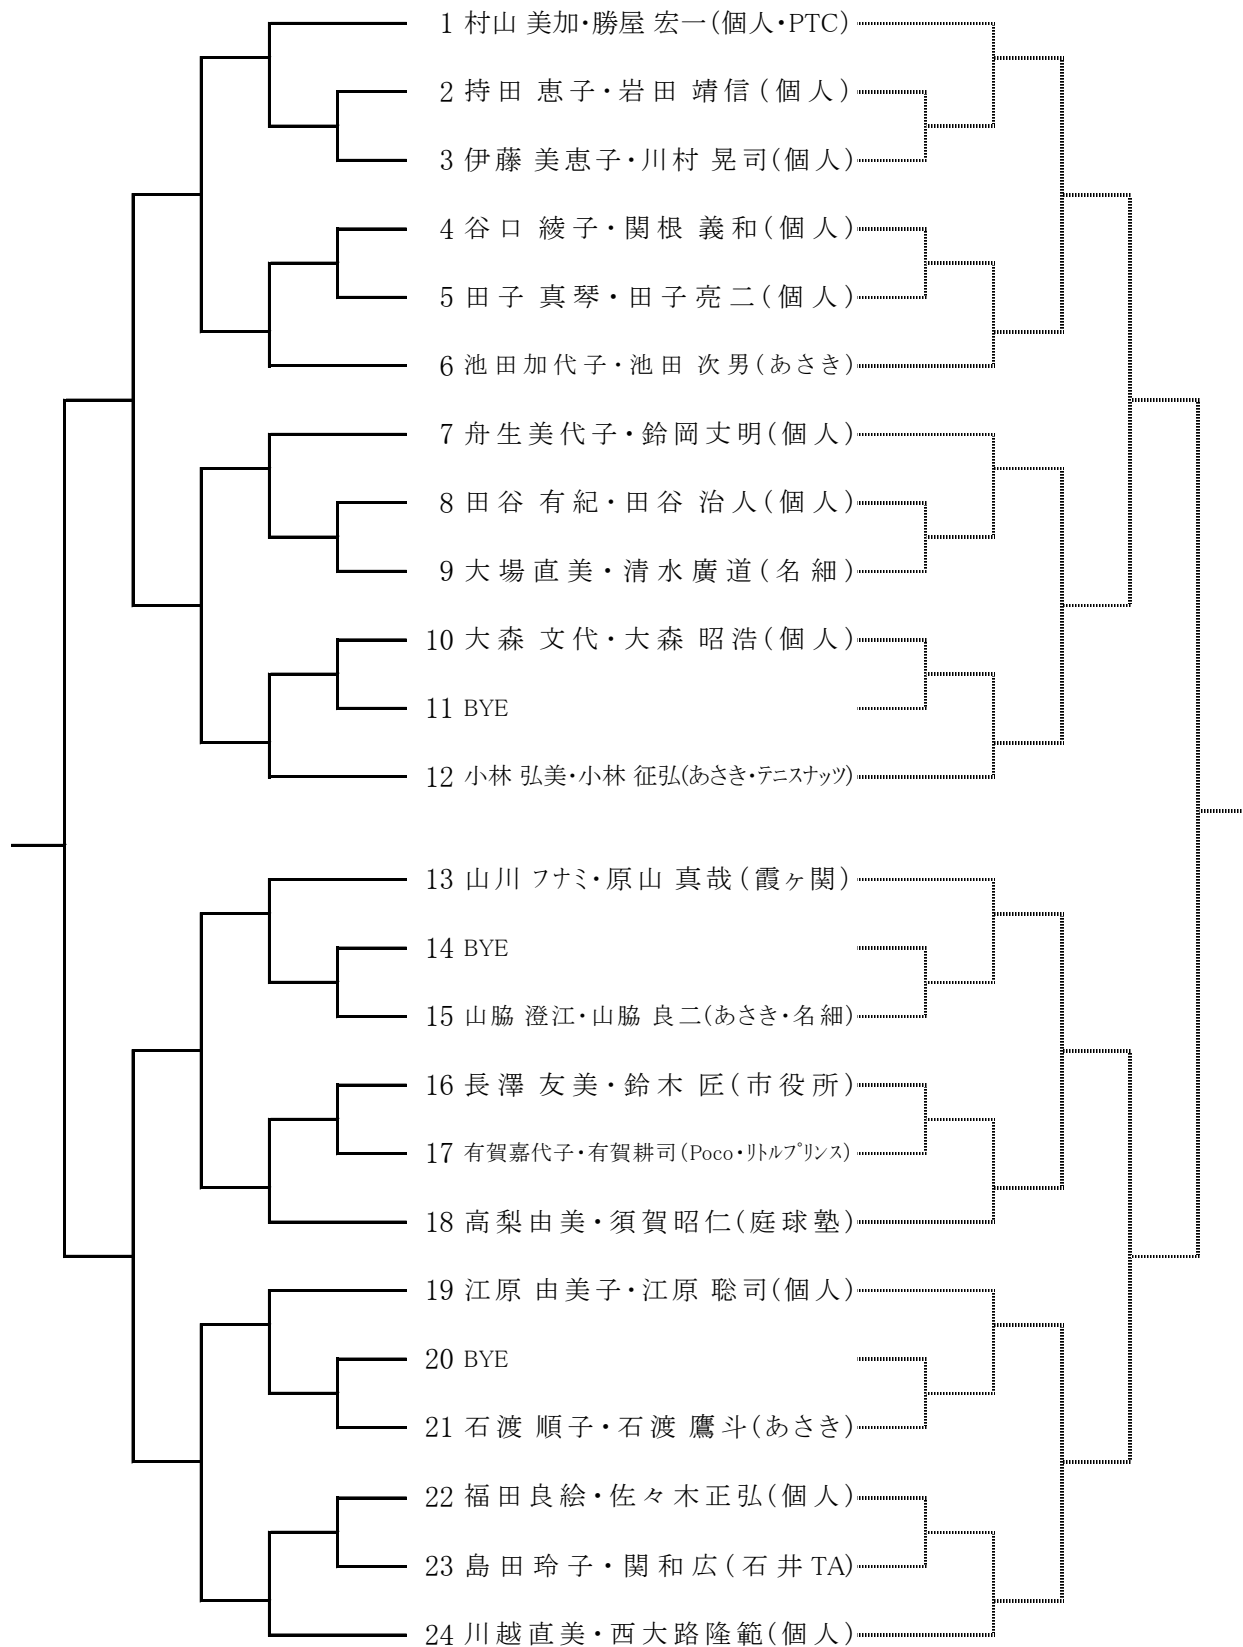 1 村山 美加・勝屋 宏一(個人・PTC)
2 持田 恵子・岩田 靖信(個人)
3 伊藤 美恵子・川村 晃司(個人)
4 谷口 綾子・関根 義和(個人)
5 田子 真琴・田子亮二(個人)
6 池田加代子・池田 次男(あさき)
7 舟生美代子・鈴岡丈明(個人)
8 田谷 有紀・田谷 治人(個人)
9 大場直美・清水廣道(名細)
10 大森 文代・大森 昭浩(個人)
11 BYE
12 小林 弘美・小林 征弘(あさき・テニスナッツ)
13 山川 フナミ・原山 真哉(霞ヶ関)
14 BYE
15 山脇 澄江・山脇 良二(あさき・名細)
16 長澤 友美・鈴木 匠(市役所)
17 有賀嘉代子・有賀耕司(Poco・リトルプリンス)
18 高梨由美・須賀昭仁(庭球塾)
19 江原 由美子・江原 聡司(個人)
20 BYE
21 石渡 順子・石渡 鷹斗(あさき)
22 福田良絵・佐々木正弘(個人)
23 島田玲子・関和広(石井TA)
24 川越直美・西大路隆範(個人)